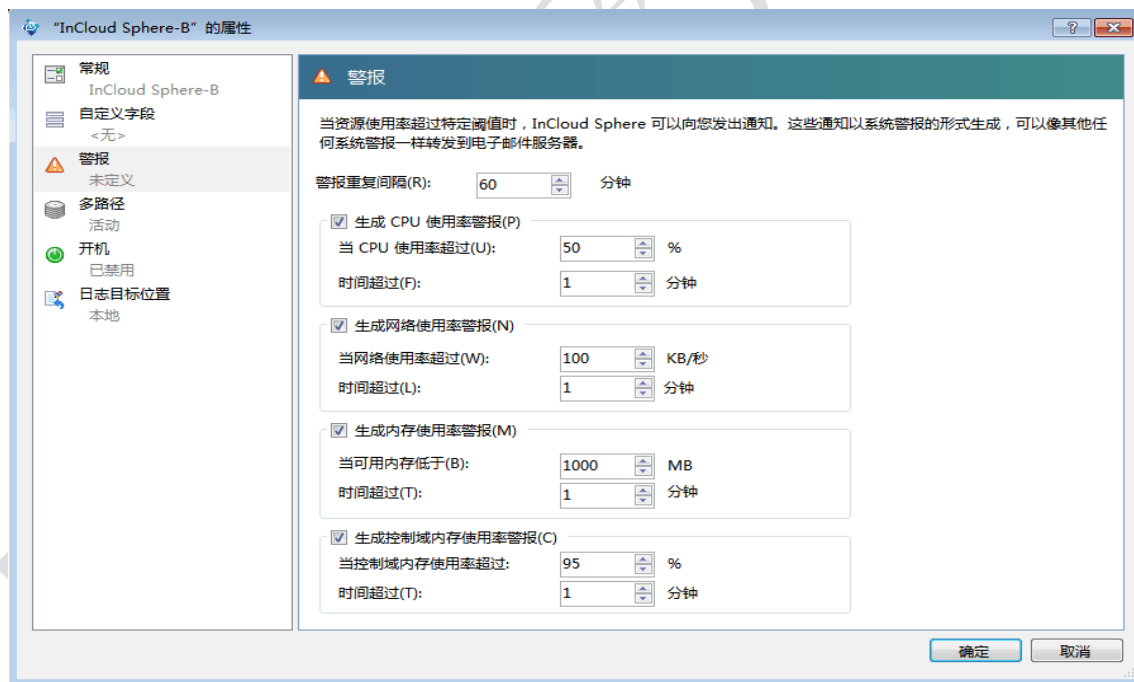 “InCloud Sphere-B”的属性
常规
InCloud Sphere-B
自定义字段
<无>
警报
未定义
多路径
活动
开机
已禁用
日志目标位置
本地
警报
当资源使用率超过特定阈值时，InCloud Sphere 可以向您发出通知。这些通知以系统警报的形式生成，可以像其他任
何系统警报一样转发到电子邮件服务器。
警报重复间隔(R): 60 分钟
生成 CPU 使用率警报(P)
当 CPU 使用率超过(U): 50 %
时间超过(F): 1 分钟
生成网络使用率警报(N)
当网络使用率超过(W): 100 KB/秒
时间超过(L): 1 分钟
生成内存使用率警报(M)
当可用内存低于(B): 1000 MB
时间超过(T): 1 分钟
生成控制域内存使用率警报(C)
当控制域内存使用率超过: 95 %
时间超过(T): 1 分钟
确定 取消